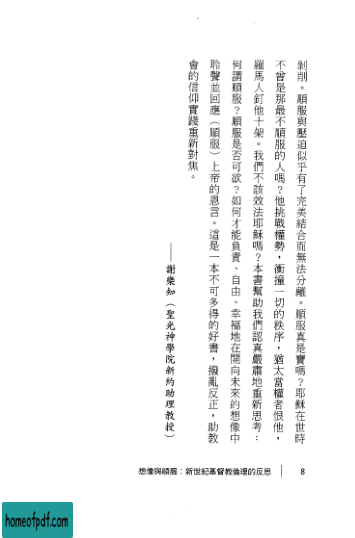 剝削。順服與壓迫似乎有了完美結合而無法分離。順服真是寶嗎？耶穌在世時
不曾是那最不順服的人嗎？他挑戰權勢，衝撞一切的秩序，猶太當權者恨他，
羅馬人釘他十架。我們不該效法耶穌嗎？本書幫助我們認真嚴肅地重新思考：
何謂順服？順服是否可欲？如何才能負責、自由、幸福地在開向未來的想像中
聆聽並回應（順服）上帝的恩言。這是一本不可多得的好書，撥亂反正，助教
會的信仰實踐重新對焦。
——謝樂知（聖光神學院新約助理教授）
想像與順服：新世紀基督教倫理的反思 | 8
homeofpdf.com